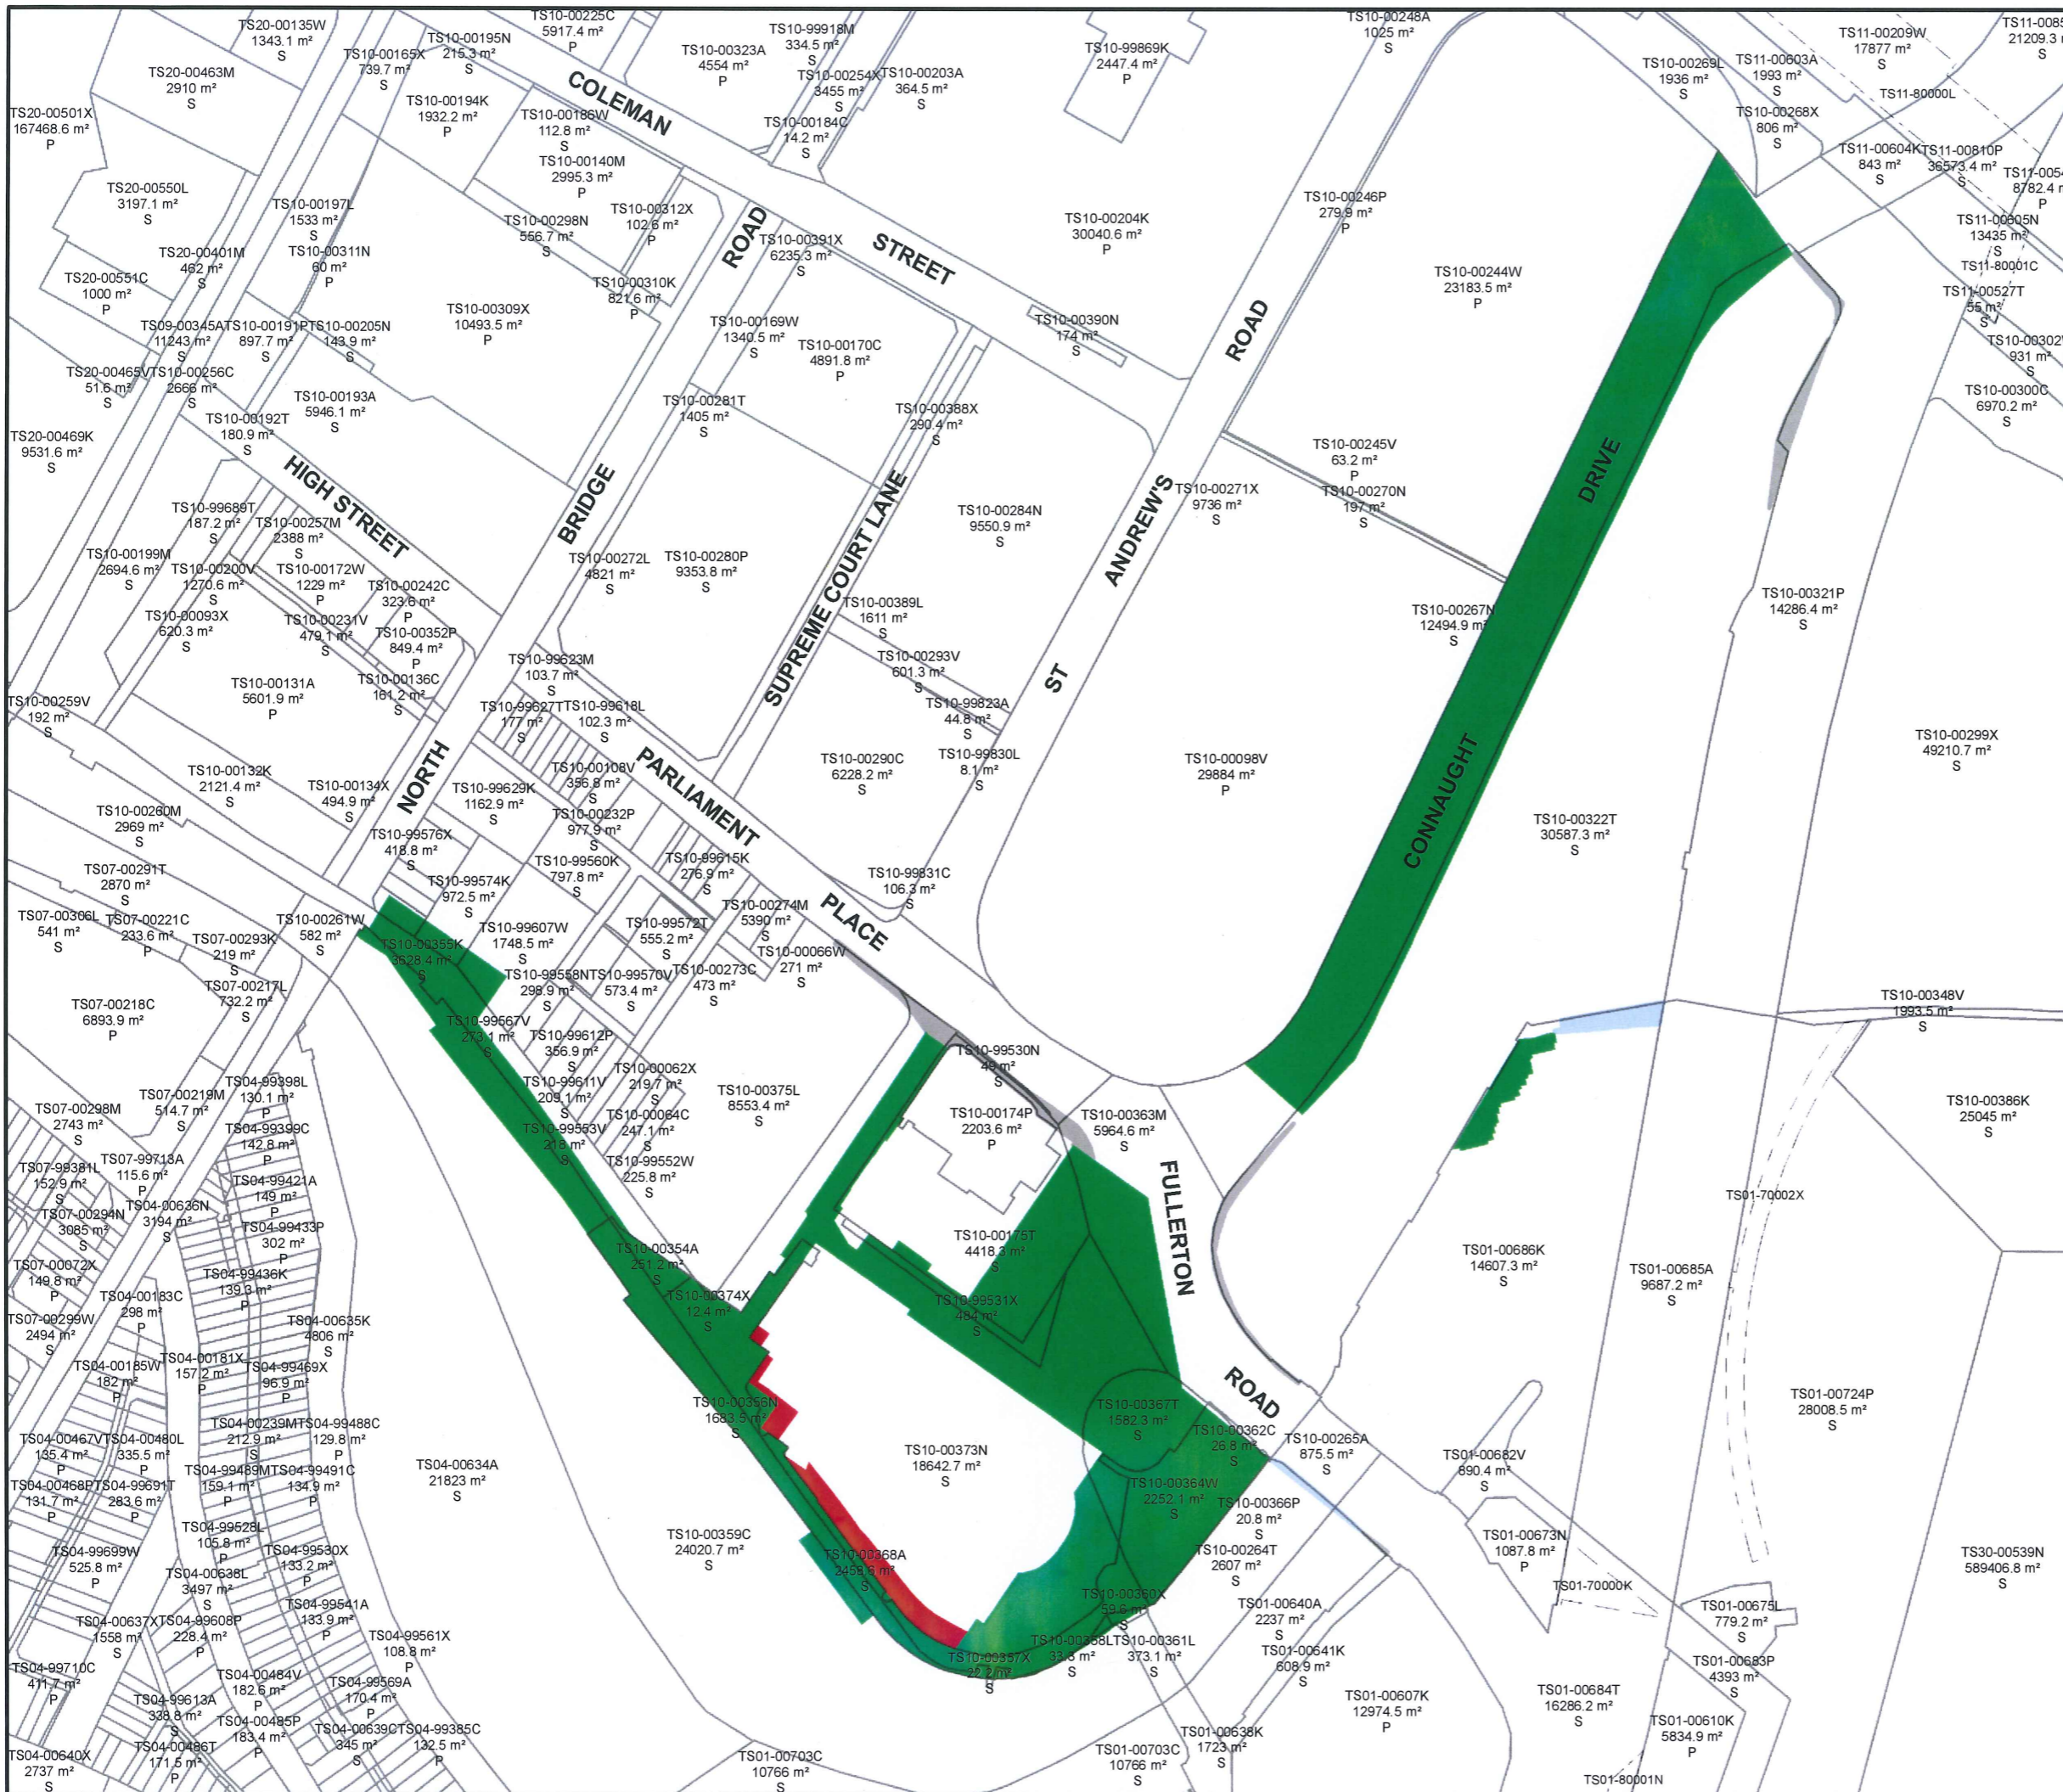 TS20-00135W
1343.1 m²
S
TS10-00165X
739.7 m²
S
TS10-00195N
215.3 m²
S
TS10-00225C
5917.4 m²
P
TS10-00323A
4554 m²
P
TS10-99918M
334.5 m²
S
TS10-00254X
3455 m²
S
TS10-00203A
364.5 m²
S
TS10-99869K
2447.4 m²
P
TS10-00248A
1025 m²
S
TS10-00269L
1936 m²
S
TS11-00603A
1993 m²
S
TS11-00209W
17877 m²
S
21209.3
S
TS11-80000L
TS20-00463M
2910 m²
S
TS20-00501X
167468.6 m²
P
TS10-00194K
1932.2 m²
P
TS10-00186W
112.8 m²
S
TS10-00140M
2995.3 m²
P
COLEMAN
STREET
TS10-00184C
14.2 m²
S
TS10-00268X
806 m²
S
TS11-00604K
843 m²
S
TS11-00810P
36573.4 m²
S
8782.4
P
TS20-00550L
3197.1 m²
S
TS10-00197L
1533 m²
S
TS10-00298N
556.7 m²
S
TS10-00312X
102.6 m²
P
TS10-00391X
6235.3 m²
S
TS10-00204K
30040.6 m²
P
TS10-00246P
279.9 m²
P
TS11-00605N
13435 m²
S
TS11-80001C
TS20-00401M
462 m²
S
TS10-00311N
60 m²
P
TS20-00551C
1000 m²
P
TS10-00310K
821.6 m²
P
TS10-00244W
23183.5 m²
P
TS11-00527T
55 m²
S
TS09-00345A
11243 m²
S
TS10-00191P
897.7 m²
S
TS10-00205N
143.9 m²
S
TS10-00309X
10493.5 m²
P
TS10-00169W
1340.5 m²
S
TS10-00170C
4891.8 m²
P
TS10-00390N
174 m²
S
931 m²
S
TS20-00465V
51.6 m²
S
TS10-00256C
2666 m²
S
TS10-00193A
5946.1 m²
S
TS10-00192T
180.9 m²
S
TS10-00281T
1405 m²
S
TS10-00388X
290.4 m²
S
TS10-00300C
6970.2 m²
S
TS20-00469K
9531.6 m²
S
HIGH STREET
NORTH
BRIDGE
ROAD
SUPREME COURT LANE
ST
ANDREW'S
ROAD
CONNAUGHT
DRIVE
TS10-00245V
63.2 m²
P
TS10-00271X
9736 m²
S
TS10-00270N
197 m²
S
TS10-99689T
187.2 m²
S
TS10-00257M
2388 m²
S
TS10-00284N
9550.9 m²
S
TS10-00199M
2694.6 m²
S
TS10-00200V
1270.6 m²
S
TS10-00172W
1229 m²
P
TS10-00242C
323.6 m²
P
TS10-00272L
4821 m²
S
TS10-00280P
9353.8 m²
S
TS10-00093X
620.3 m²
S
TS10-00231V
479.1 m²
S
TS10-00352P
849.4 m²
P
TS10-00389L
1611 m²
S
TS10-00267N
12494.9 m²
S
TS10-00321P
14286.4 m²
S
TS10-00131A
5601.9 m²
P
TS10-00136C
161.2 m²
S
TS10-99623M
103.7 m²
S
TS10-00293V
601.3 m²
S
TS10-00259V
192 m²
S
TS10-99627T
177 m²
S
TS10-99618L
102.3 m²
S
TS10-99823A
44.8 m²
S
TS10-00299X
49210.7 m²
S
TS10-00132K
2121.4 m²
S
TS10-00134X
494.9 m²
S
TS10-99629K
1162.9 m²
S
TS10-00108V
356.8 m²
S
PARLIAMENT
PLACE
TS10-00290C
6228.2 m²
S
TS10-99830L
8.1 m²
S
TS10-00098V
29884 m²
P
TS10-00260M
2969 m²
S
TS10-99576X
418.8 m²
S
TS10-00232P
977.9 m²
S
TS10-00322T
30587.3 m²
S
TS07-00291T
2870 m²
S
TS10-99574K
972.5 m²
S
TS10-99560K
797.8 m²
S
TS10-99615K
276.9 m²
S
TS10-99831C
106.3 m²
S
TS07-00306L
541 m²
S
TS07-00221C
233.6 m²
P
TS07-00293K
219 m²
S
TS10-00261W
582 m²
S
TS10-00355K
3628.4 m²
S
TS10-99607W
1748.5 m²
S
TS10-99572T
555.2 m²
S
TS10-00274M
5390 m²
S
TS10-00066W
271 m²
S
TS07-00218C
6893.9 m²
P
TS07-00217L
732.2 m²
S
TS10-99558N
298.9 m²
S
TS10-99570V
573.4 m²
S
TS10-00273C
473 m²
S
TS10-00348V
1993.5 m²
S
TS10-99567V
273.1 m²
S
TS10-99612P
356.9 m²
S
TS10-99530N
49 m²
S
TS07-00298M
2743 m²
S
TS07-00219M
514.7 m²
S
TS04-99398L
130.1 m²
P
TS10-99611V
209.1 m²
S
TS10-00062X
219.7 m²
S
TS10-00375L
8553.4 m²
S
TS10-00174P
2203.6 m²
P
TS10-00363M
5964.6 m²
S
TS10-00386K
25045 m²
S
TS04-99399C
142.8 m²
P
TS10-99553V
218 m²
S
TS10-00064C
247.1 m²
S
TS07-99381L
152.9 m²
S
TS07-99713A
115.6 m²
P
TS04-99421A
149 m²
P
TS10-99552W
225.8 m²
S
FULLERTON
ROAD
TS01-70002X
TS07-00294N
3085 m²
S
TS04-00636N
3194 m²
S
TS04-99433P
302 m²
P
TS10-00354A
251.2 m²
S
TS10-00175T
4418.3 m²
S
TS01-00686K
14607.3 m²
S
TS01-00685A
9687.2 m²
S
TS07-00072X
149.8 m²
P
TS04-99436K
139.3 m²
P
TS04-00183C
298 m²
P
TS10-00374X
12.4 m²
S
TS10-99531X
484 m²
S
TS07-00299W
2494 m²
S
TS04-00635K
4806 m²
S
TS04-00185W
182 m²
P
TS04-00181X
157.2 m²
P
TS04-99469X
96.9 m²
P
TS10-00356N
1683.5 m²
S
TS10-00367T
1582.3 m²
S
TS10-00362C
26.8 m²
S
TS10-00265A
875.5 m²
S
TS01-00724P
28008.5 m²
S
TS04-00467V
135.4 m²
P
TS04-00480L
335.5 m²
P
TS04-00239M
212.9 m²
S
TS04-99488C
129.8 m²
P
TS10-00373N
18642.7 m²
S
TS01-00682V
890.4 m²
S
TS04-00468P
131.7 m²
P
TS04-99691T
283.6 m²
P
TS04-99489M
159.1 m²
P
TS04-99491C
134.9 m²
P
TS04-00634A
21823 m²
S
TS10-00364W
2252.1 m²
S
TS10-00366P
20.8 m²
S
TS04-99699W
525.8 m²
P
TS04-99528L
105.8 m²
P
TS04-99530X
133.2 m²
P
TS10-00359C
24020.7 m²
S
TS10-00368A
S
TS10-00264T
2607 m²
S
TS01-00673N
1087.8 m²
P
TS30-00539N
589406.8 m²
S
TS04-00638L
3497 m²
S
TS04-99541A
133.9 m²
P
TS10-00360X
59.6 m²
S
TS01-00640A
2237 m²
S
TS01-70000K
TS01-00675L
779.2 m²
S
TS04-00637X
1558 m²
S
TS04-99608P
228.4 m²
P
TS04-99561X
108.8 m²
P
TS10-00357X
S
TS10-00358L
33.3 m²
S
TS10-00361L
373.1 m²
S
TS01-00641K
608.9 m²
S
TS01-00683P
4393 m²
S
TS04-99710C
411.7 m²
P
TS04-00484V
182.6 m²
P
TS04-99569A
170.4 m²
P
TS04-99613A
338.8 m²
S
TS04-00485P
183.4 m²
P
TS04-00639C
345 m²
S
TS04-99385C
132.5 m²
P
TS01-00607K
12974.5 m²
P
TS01-00684T
16286.2 m²
S
TS01-00610K
5834.9 m²
P
TS04-00640X
2737 m²
S
TS04-00486T
171.5 m²
P
TS01-00703C
10766 m²
S
TS01-00703C
10766 m²
S
TS01-00638K
1723 m²
S
TS01-80001N